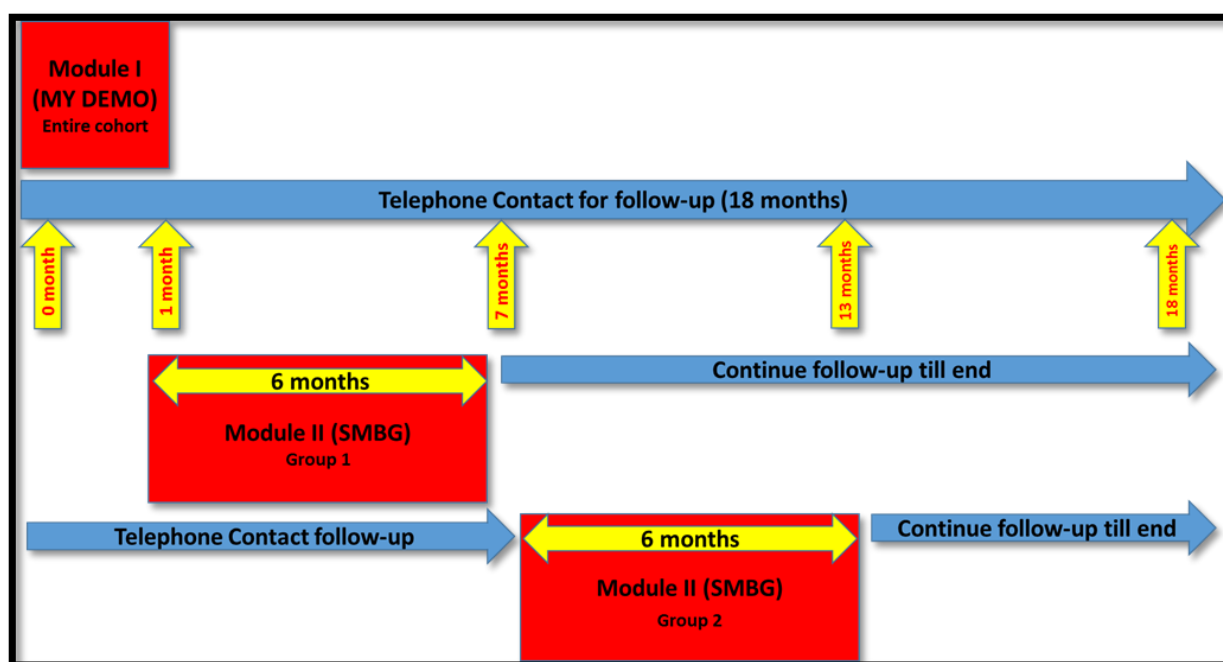 Module I
(MY DEMO)
Entire cohort
Telephone Contact for follow-up (18 months)
0 month
1 month
7 months
13 months
18 months
6 months
Continue follow-up till end
Module II (SMBG)
Group 1
Telephone Contact follow-up
6 months
Continue follow-up till end
Module II (SMBG)
Group 2